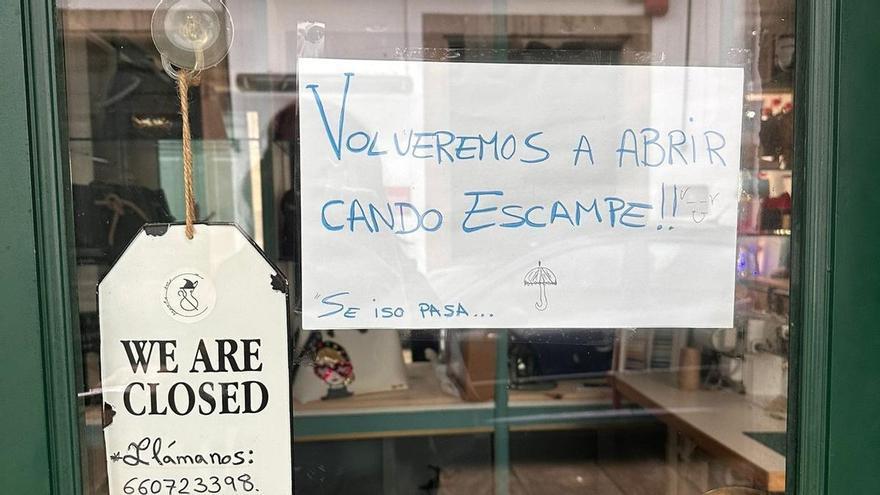 VOLVEREMOS A ABRIR
CANDO ESCAMPE!!
"SE ISO PASA...
WE ARE
CLOSED
*Llámanos:
660723398.